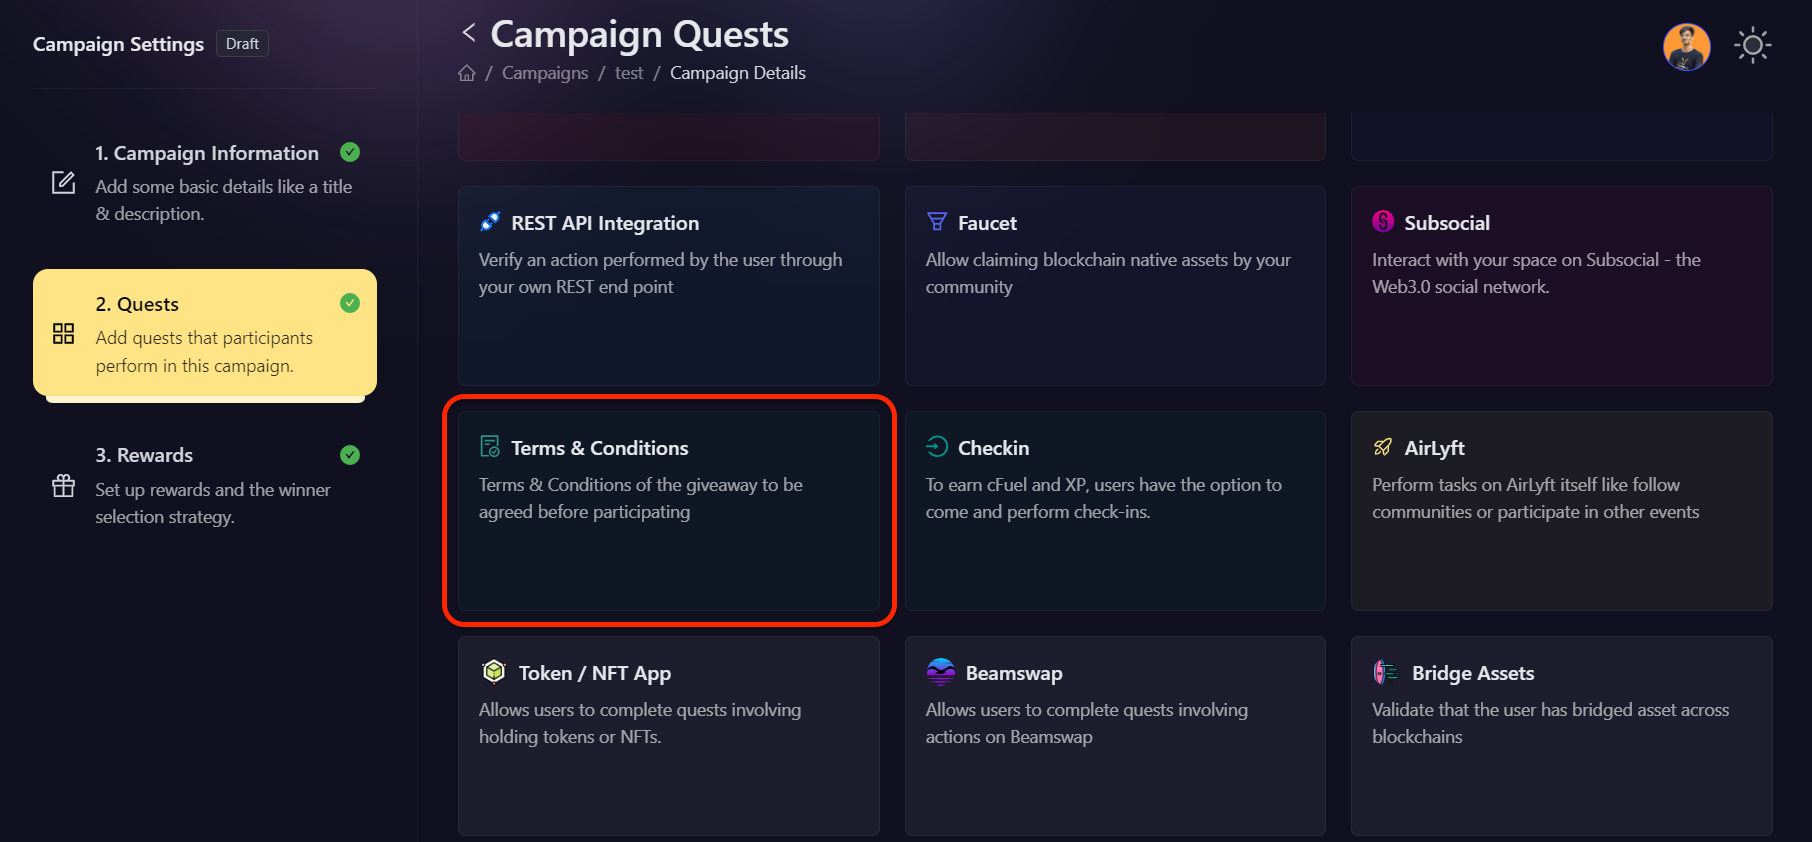 Campaign Settings Draft
1. Campaign Information
Add some basic details like a title
& description.
2. Quests
Add quests that participants
perform in this campaign.
3. Rewards
Set up rewards and the winner
selection strategy.
Campaign Quests
/ Campaigns / test / Campaign Details
REST API Integration
Verify an action performed by the user through
your own REST end point
Faucet
Allow claiming blockchain native assets by your
community
Subsocial
Interact with your space on Subsocial - the
Web3.0 social network.
Terms & Conditions
Terms & Conditions of the giveaway to be
agreed before participating
Checkin
To earn cFuel and XP, users have the option to
come and perform check-ins.
AirLyft
Perform tasks on AirLyft itself like follow
communities or participate in other events
Token / NFT App
Allows users to complete quests involving
holding tokens or NFTs.
Beamswap
Allows users to complete quests involving
actions on Beamswap
Bridge Assets
Validate that the user has bridged asset across
blockchains